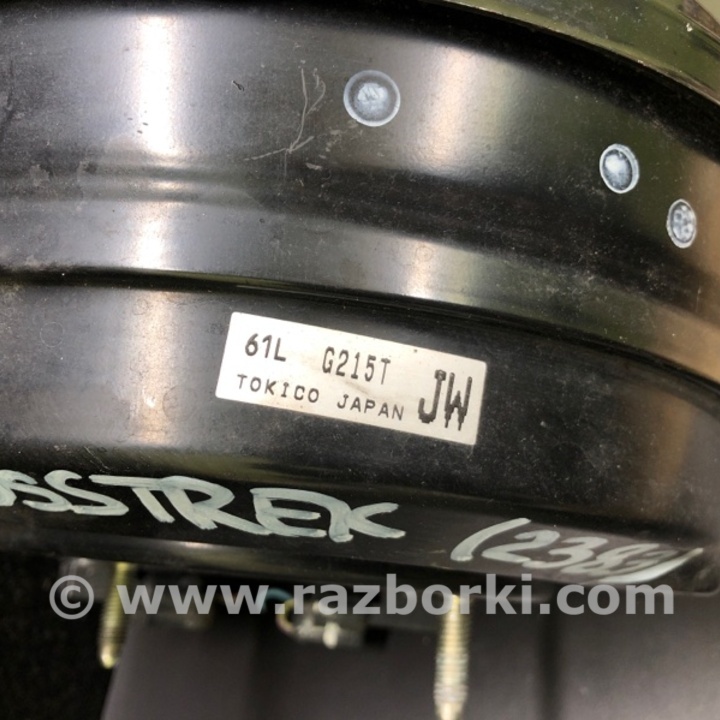 61L G215T
TOKICO JAPAN JW
SSTREK
© www.razborki.com